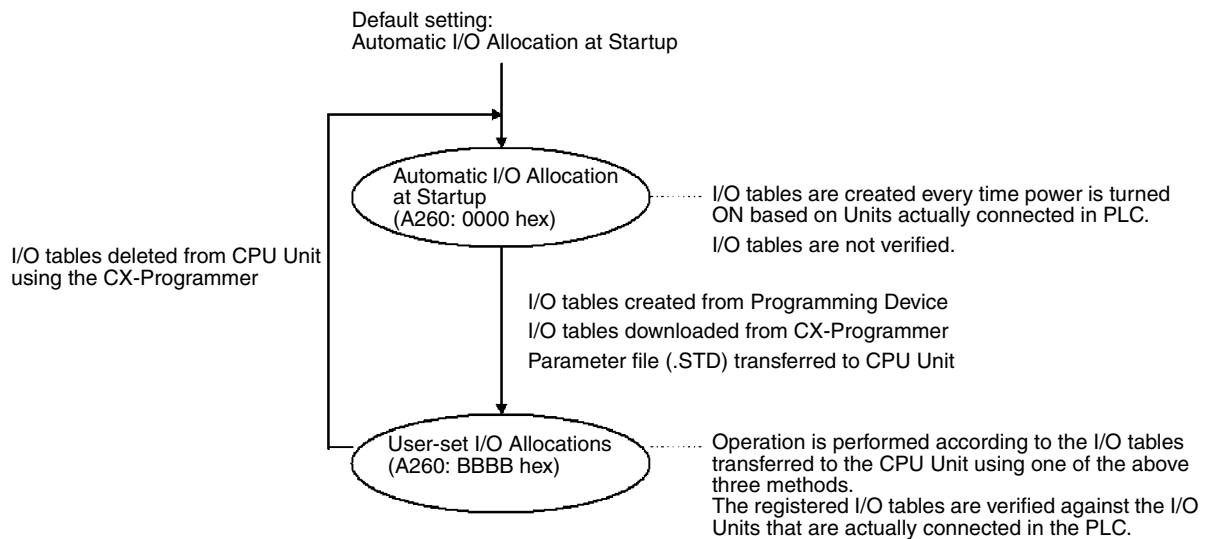 Default setting:
Automatic I/O Allocation at Startup
Automatic I/O Allocation
at Startup
(A260: 0000 hex)
I/O tables are created every time power is turned
ON based on Units actually connected in PLC.
I/O tables are not verified.
I/O tables deleted from CPU Unit
using the CX-Programmer
I/O tables created from Programming Device
I/O tables downloaded from CX-Programmer
Parameter file (.STD) transferred to CPU Unit
User-set I/O Allocations
(A260: BBBB hex)
Operation is performed according to the I/O tables
transferred to the CPU Unit using one of the above
three methods.
The registered I/O tables are verified against the I/O
Units that are actually connected in the PLC.